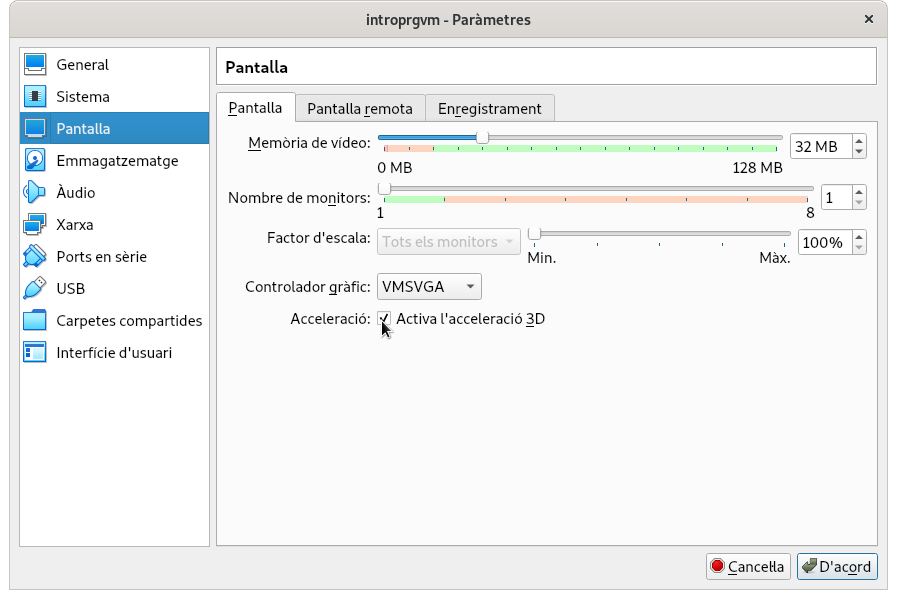 introprgvm - Paràmetres
General
Sistema
Pantalla
Emmagatzematge
Àudio
Xarxa
Ports en sèrie
USB
Carpetes compartides
Interfície d'usuari
Pantalla
Pantalla
Pantalla remota
Enregistrament
Memòria de vídeo:
32 MB
0 MB
128 MB
Nombre de monitors:
1
1
8
Factor d'escala:
Tots els monitors
100%
Min.
Màx.
Controlador gràfic:
VMSVGA
Acceleració:
Activa l'acceleració 3D
Cancel·la
D'acord